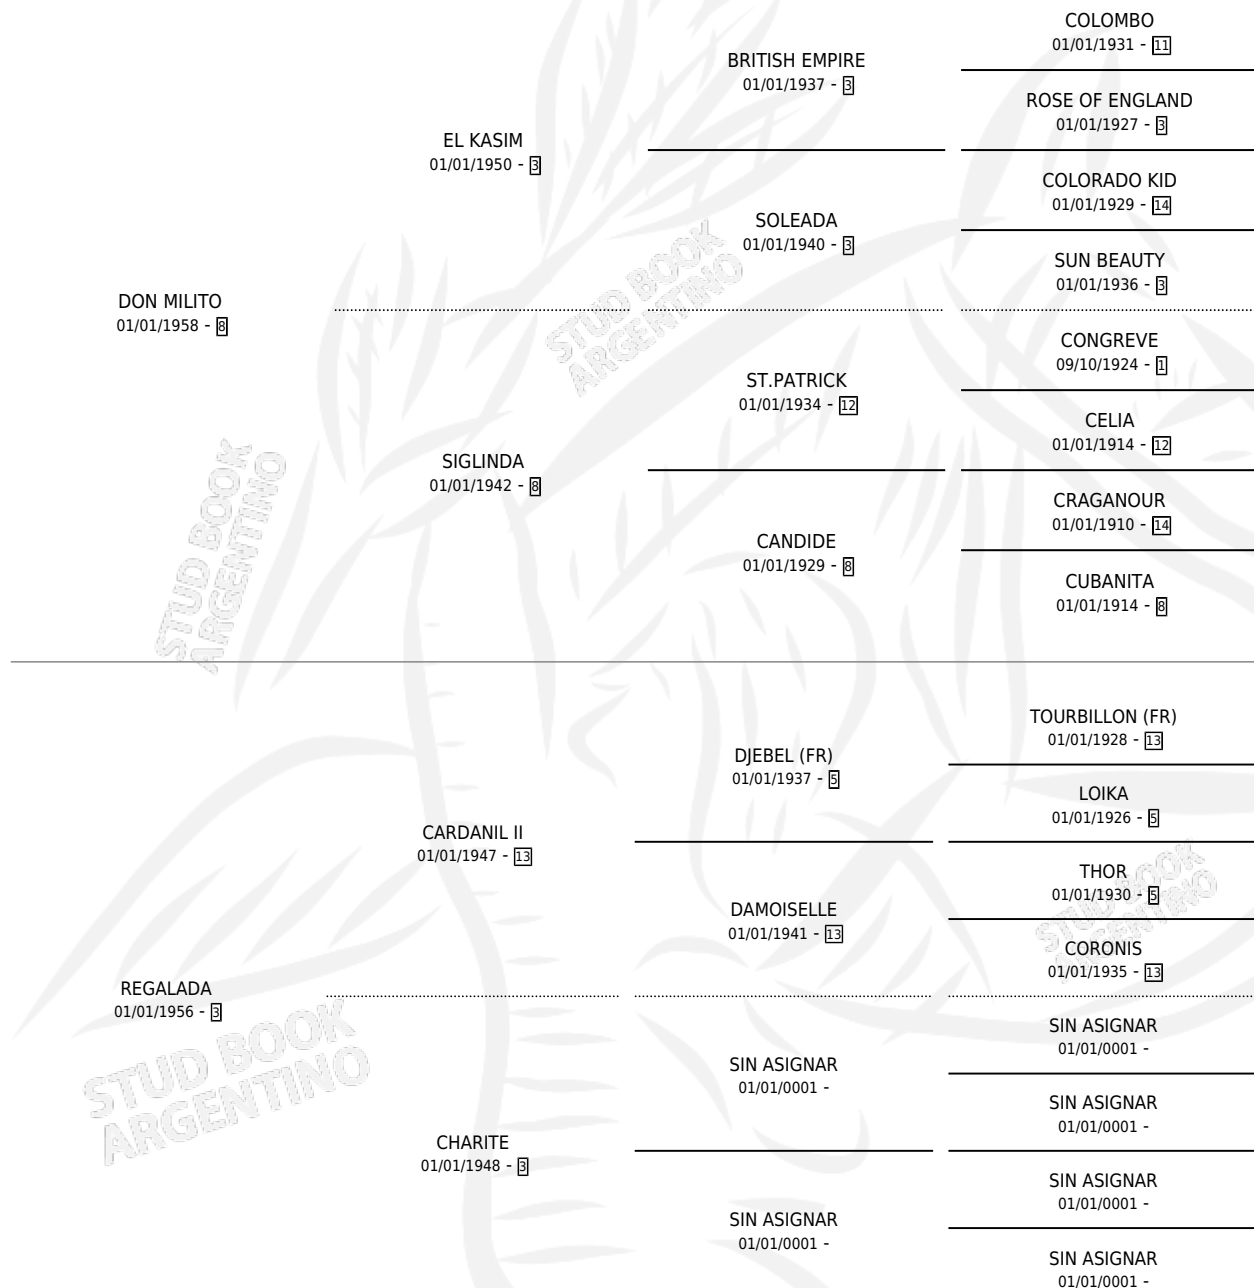 COLOMBO
01/01/1931 - 11
BRITISH EMPIRE
01/01/1937 - 3
ROSE OF ENGLAND
01/01/1927 - 3
EL KASIM
01/01/1950 - 3
COLORADO KID
01/01/1929 - 14
SOLEADA
01/01/1940 - 3
SUN BEAUTY
01/01/1936 - 3
DON MILITO
01/01/1958 - 8
STUD BOOK
ARGENTINO
CONGREVE
09/10/1924 - 1
ST.PATRICK
01/01/1934 - 12
CELIA
01/01/1914 - 12
SIGLINDA
01/01/1942 - 8
CRAGANOUR
01/01/1910 - 14
CANDIDE
01/01/1929 - 8
CUBANITA
01/01/1914 - 8
STUD BOOK
ARGENTINO
TOURBILLON (FR)
01/01/1928 - 13
DJEBEL (FR)
01/01/1937 - 5
LOIKA
01/01/1926 - 5
CARDANIL II
01/01/1947 - 13
THOR
01/01/1930 - 5
DAMOISELLE
01/01/1941 - 13
CORONIS
01/01/1935 - 13
STUD BOOK
ARGENTINO
REGALADA
01/01/1956 - 3
SIN ASIGNAR
01/01/0001 -
SIN ASIGNAR
01/01/0001 -
SIN ASIGNAR
01/01/0001 -
STUD BOOK
ARGENTINO
CHARITE
01/01/1948 - 3
SIN ASIGNAR
01/01/0001 -
SIN ASIGNAR
01/01/0001 -
SIN ASIGNAR
01/01/0001 -